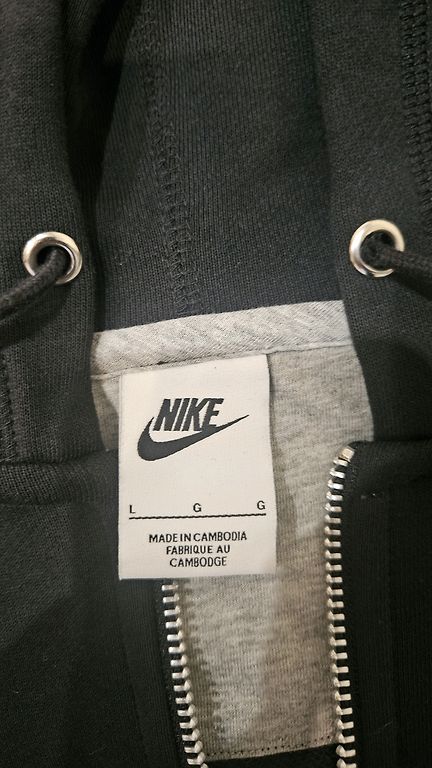 NIKE
L G G
MADE IN CAMBODIA
FABRIQUE AU
CAMBODGE